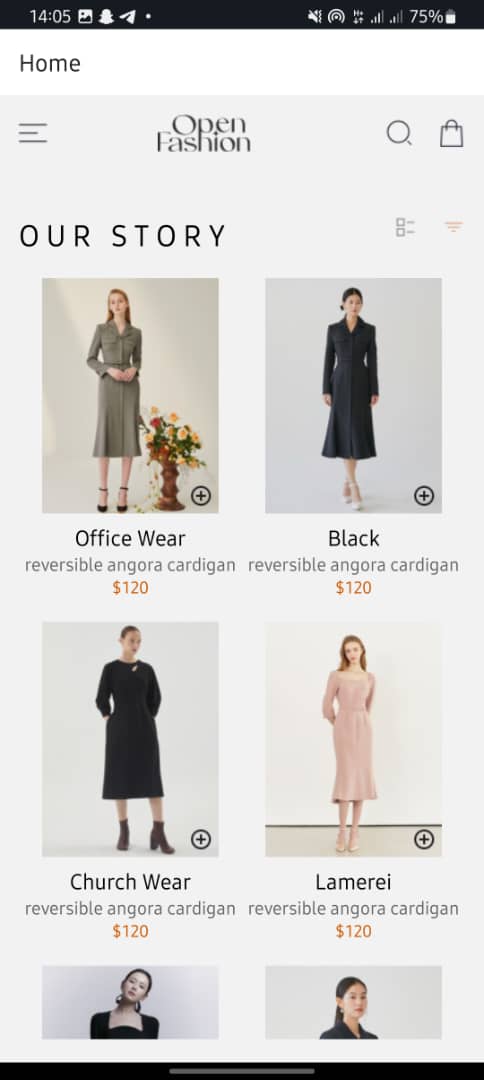 14:05 75%
Home
Open
Fashion
OUR STORY
Office Wear Black
reversible angora cardigan reversible angora cardigan
$120 $120
Church Wear Lamerei
reversible angora cardigan reversible angora cardigan
$120 $120